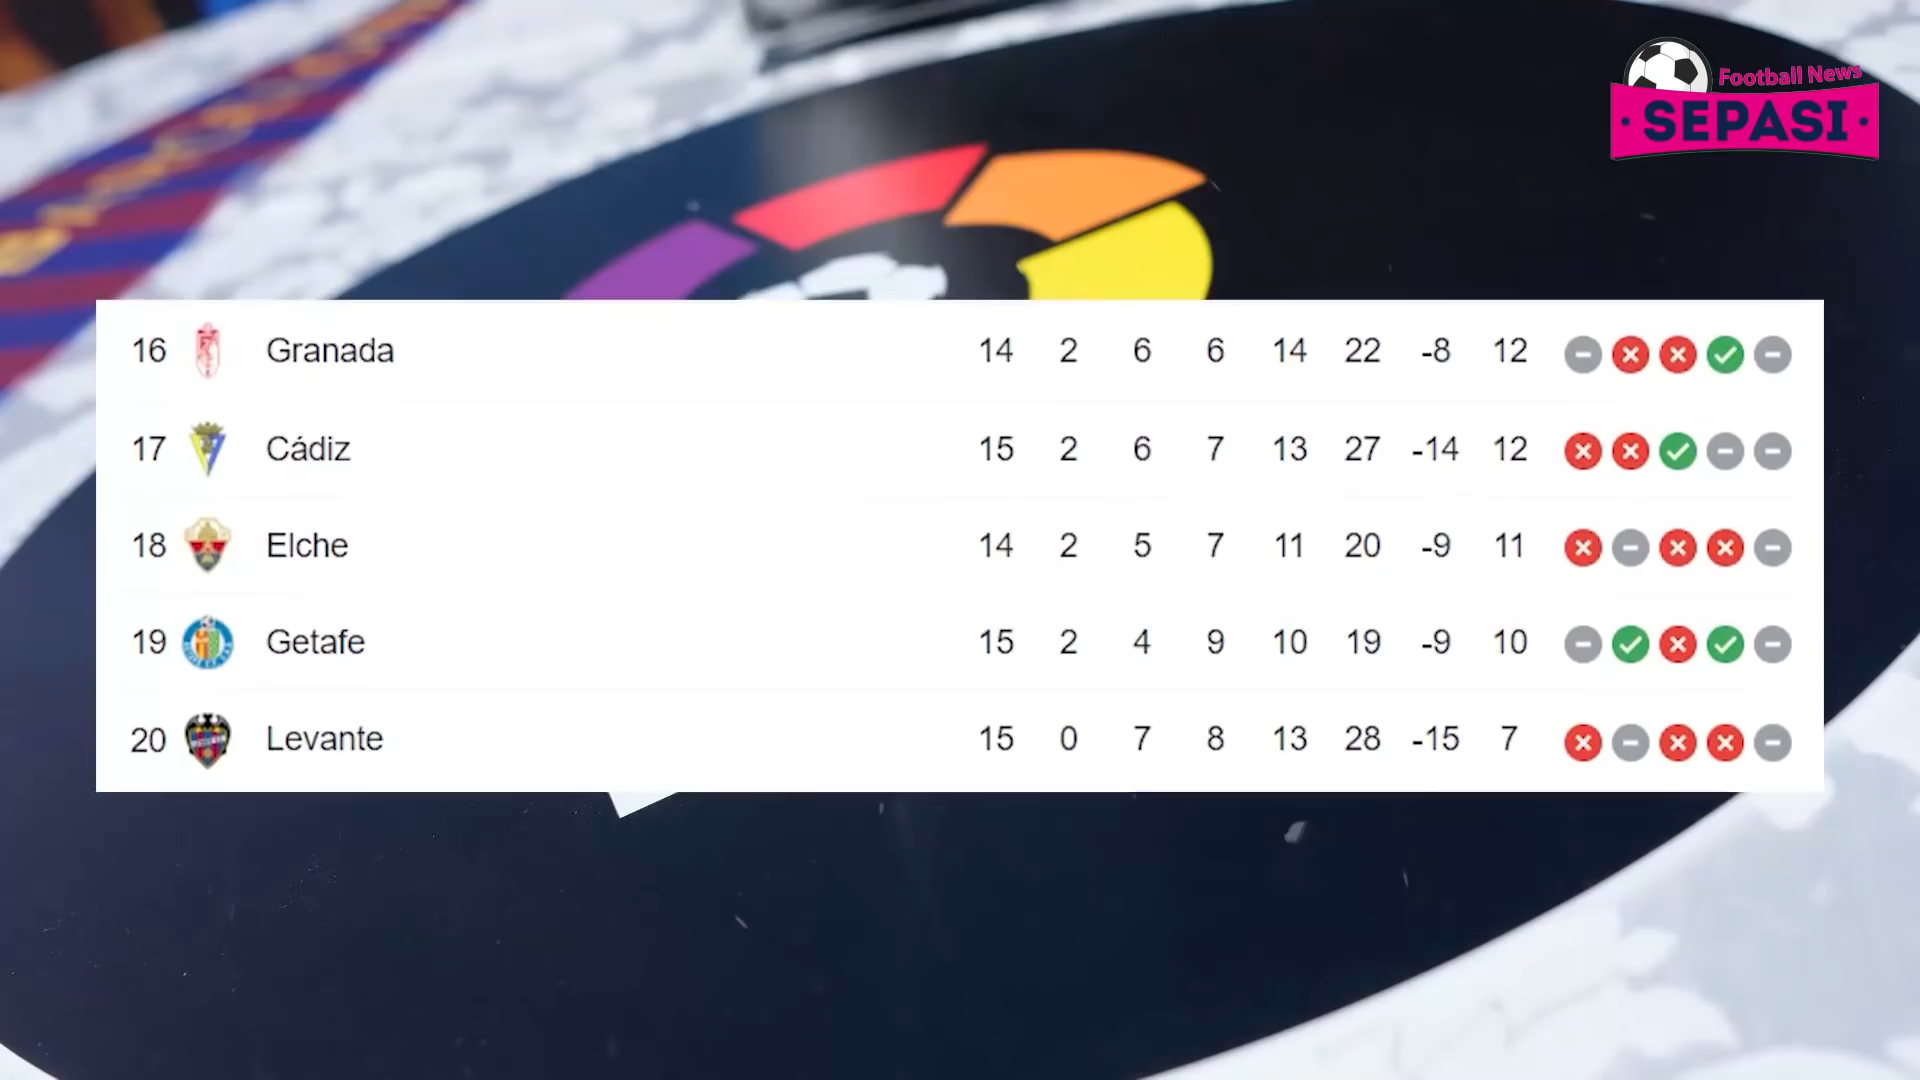 Football News
SEPASI
16 Granada 14 2 6 6 14 22 -8 12
17 Cádiz 15 2 6 7 13 27 -14 12
18 Elche 14 2 5 7 11 20 -9 11
19 Getafe 15 2 4 9 10 19 -9 10
20 Levante 15 0 7 8 13 28 -15 7